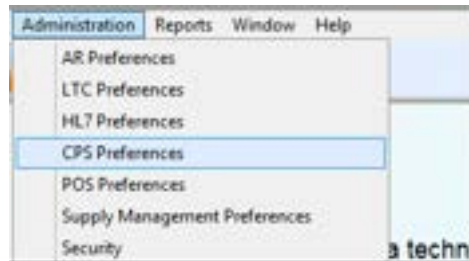 Administration Reports Window Help
AR Preferences
LTC Preferences
HL7 Preferences
CPS Preferences
POS Preferences
Supply Management Preferences
Security
a techn